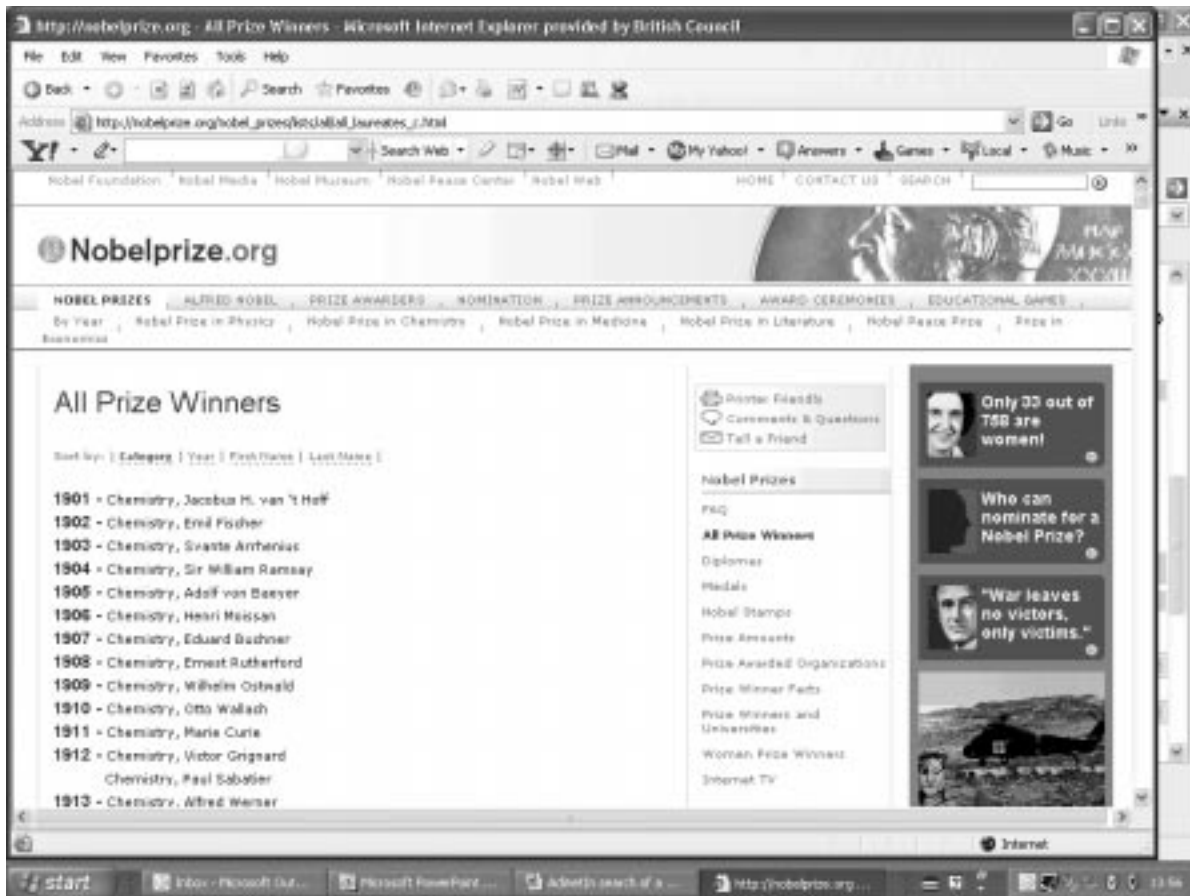 http://nobelprize.org - All Prize Winners - Microsoft Internet Explorer provided by British Council
File Edit View Favorites Tools Help
Back Search Favorites
Address http://nobelprize.org/nobel_prizes/lists/all/all_laureates_c.html Go Links
Y! Search Web Mail My Yahoo! Answers Games Local Music
Nobel Foundation Nobel Media Nobel Museum Nobel Peace Center Nobel Web HOME CONTACT US SEARCH
Nobelprize.org
NOBEL PRIZES ALFRED NOBEL PRIZE AWARDERS NOMINATION PRIZE ANNOUNCEMENTS AWARD CEREMONIES EDUCATIONAL GAMES
By Year Nobel Prize in Physics Nobel Prize in Chemistry Nobel Prize in Medicine Nobel Prize in Literature Nobel Peace Prize Prize in
Economics
All Prize Winners
Sort by: | Category | Year | First Name | Last Name |
1901 - Chemistry, Jacobus H. van 't Hoff
1902 - Chemistry, Emil Fischer
1903 - Chemistry, Svante Arrhenius
1904 - Chemistry, Sir William Ramsay
1905 - Chemistry, Adolf von Baeyer
1906 - Chemistry, Henri Moissan
1907 - Chemistry, Eduard Buchner
1908 - Chemistry, Ernest Rutherford
1909 - Chemistry, Wilhelm Ostwald
1910 - Chemistry, Otto Wallach
1911 - Chemistry, Marie Curie
1912 - Chemistry, Victor Grignard
Chemistry, Paul Sabatier
1913 - Chemistry, Alfred Werner
Printer Friendly
Comments & Questions
Tell a Friend
Nobel Prizes
FAQ
All Prize Winners
Diplomas
Medals
Nobel Stamps
Prize Amounts
Prize Awarded Organizations
Prize Winner Facts
Prize Winners and
Universities
Women Prize Winners
Internet TV
Only 33 out of
758 are
women!
Who can
nominate for a
Nobel Prize?
"War leaves
no victors,
only victims."
Internet
start Inbox - Microsoft Out... Microsoft PowerPoint ... search of a ... http://nobelprize.org...